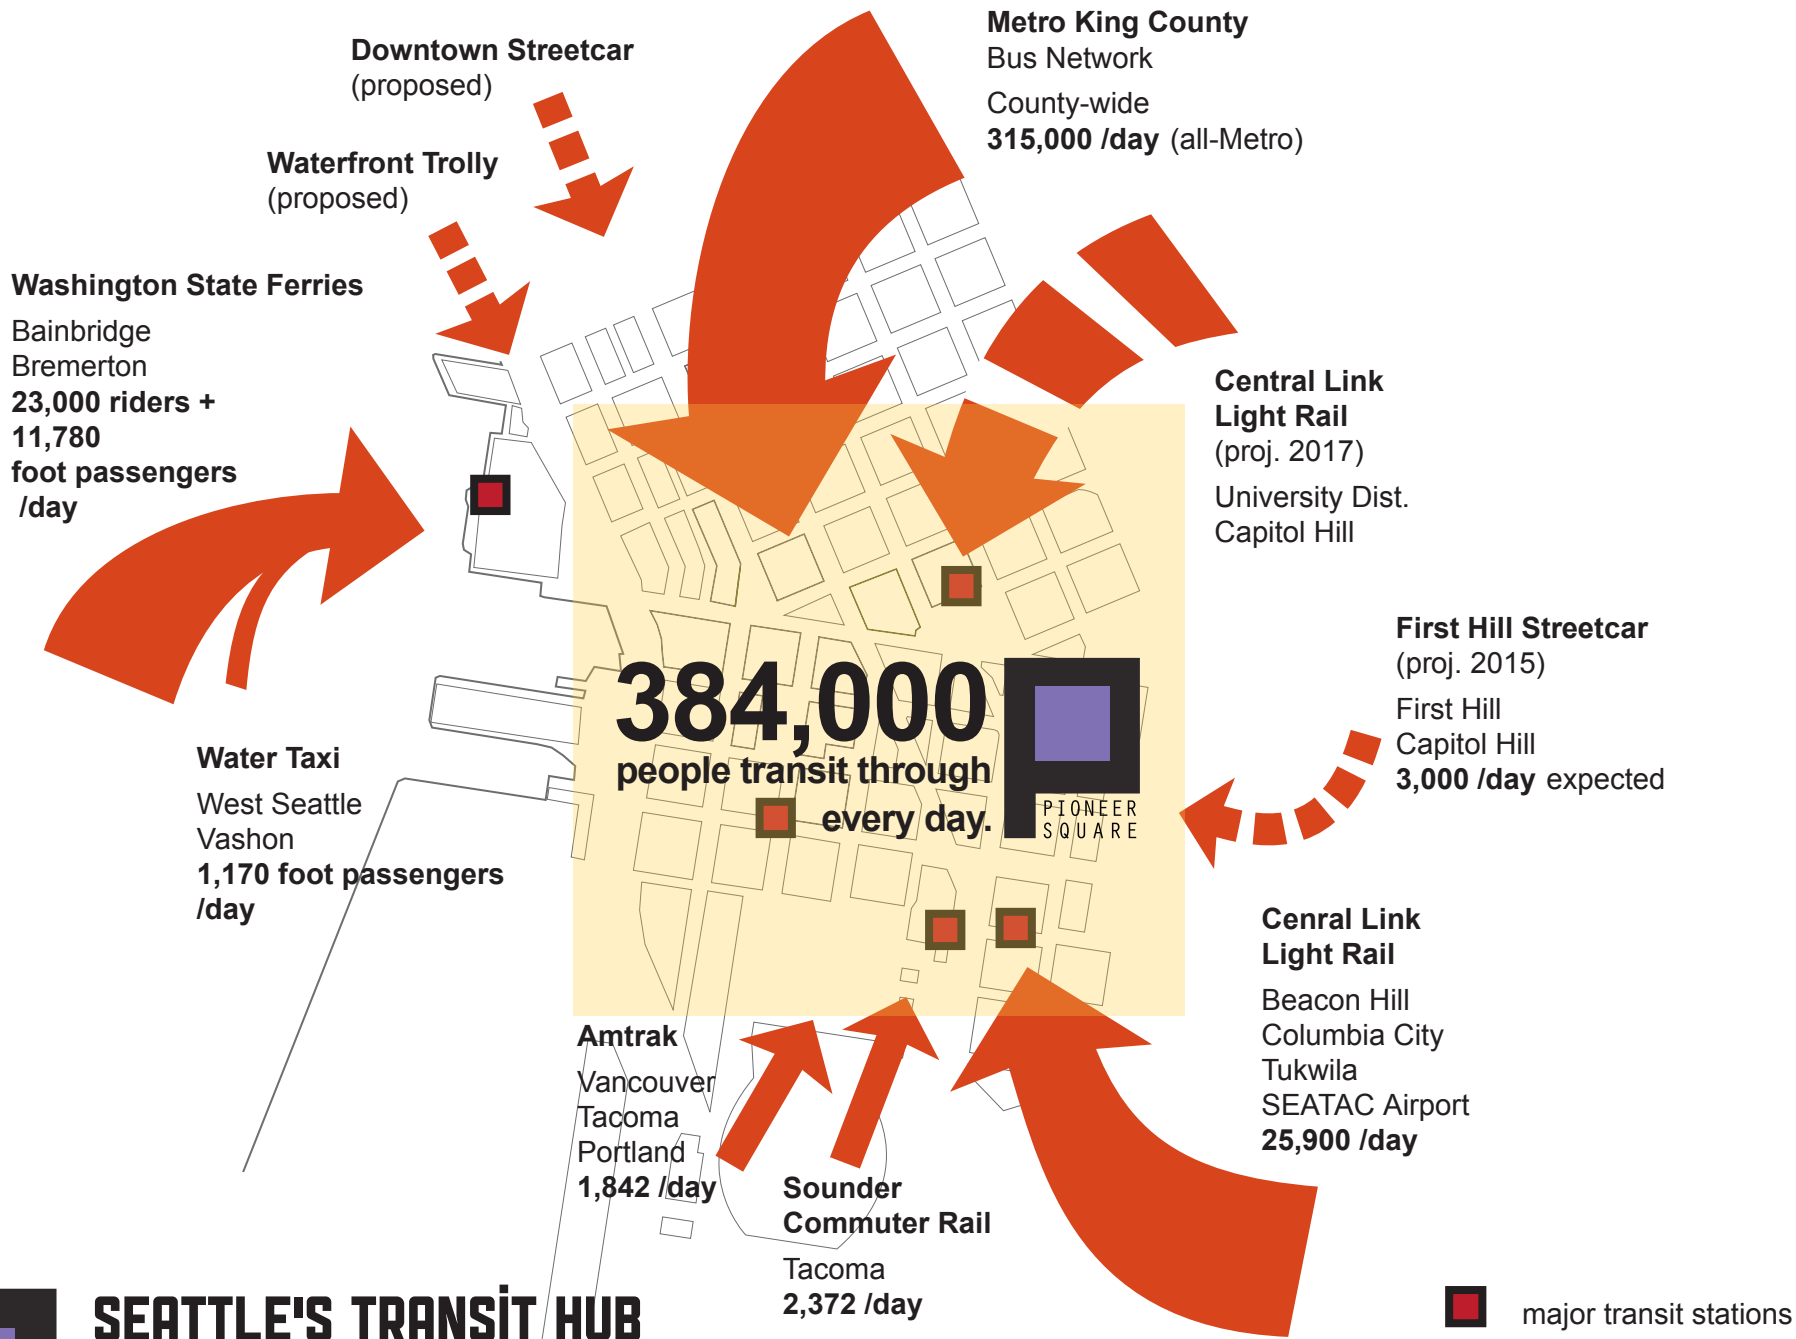 Downtown Streetcar
(proposed)
Waterfront Trolly
(proposed)
Metro King County
Bus Network
County-wide
315,000 /day (all-Metro)
Washington State Ferries
Bainbridge
Bremerton
23,000 riders +
11,780
foot passengers
/day
Central Link
Light Rail
(proj. 2017)
University Dist.
Capitol Hill
First Hill Streetcar
(proj. 2015)
First Hill
Capitol Hill
3,000 /day expected
384,000
people transit through
every day.
PIONEER
SQUARE
Water Taxi
West Seattle
Vashon
1,170 foot passengers
/day
Cenral Link
Light Rail
Beacon Hill
Columbia City
Tukwila
SEATAC Airport
25,900 /day
Amtrak
Vancouver
Tacoma
Portland
1,842 /day
Sounder
Commuter Rail
Tacoma
2,372 /day
SEATTLE'S TRANSİT HUB
major transit stations